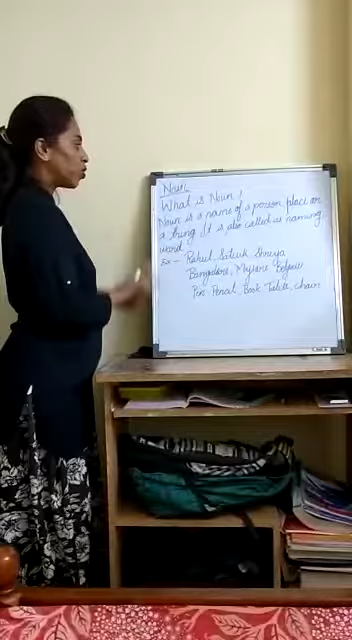 Noun
What is Noun ?
Noun is a name of a person place or
a thing. It is also called as naming
word.
Ex - Rahul, Shreya
Bangalore, Mysore
Pen, Pencil, Book Table, chair